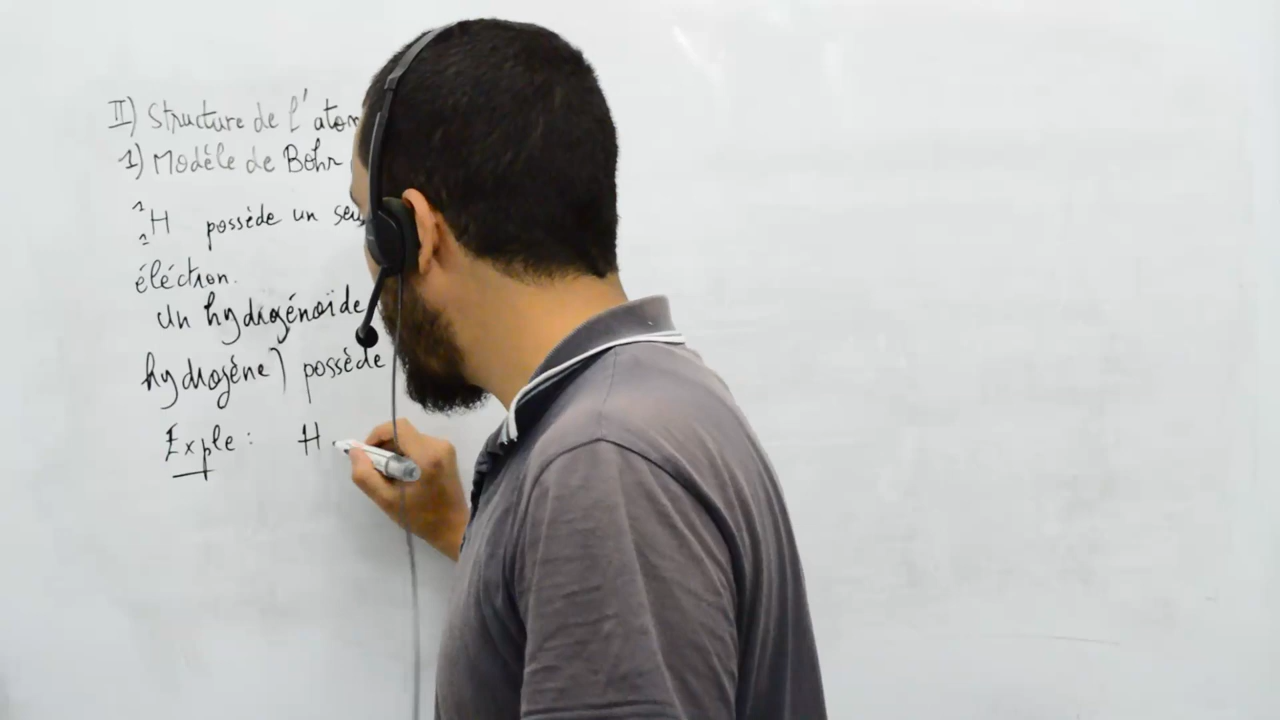 II) Structure de l'atom
1) Modèle de Bohr
¹₁H possède un seu
éléctron.
Un hydrogénoïde
hydrogène) possède
Exple: H